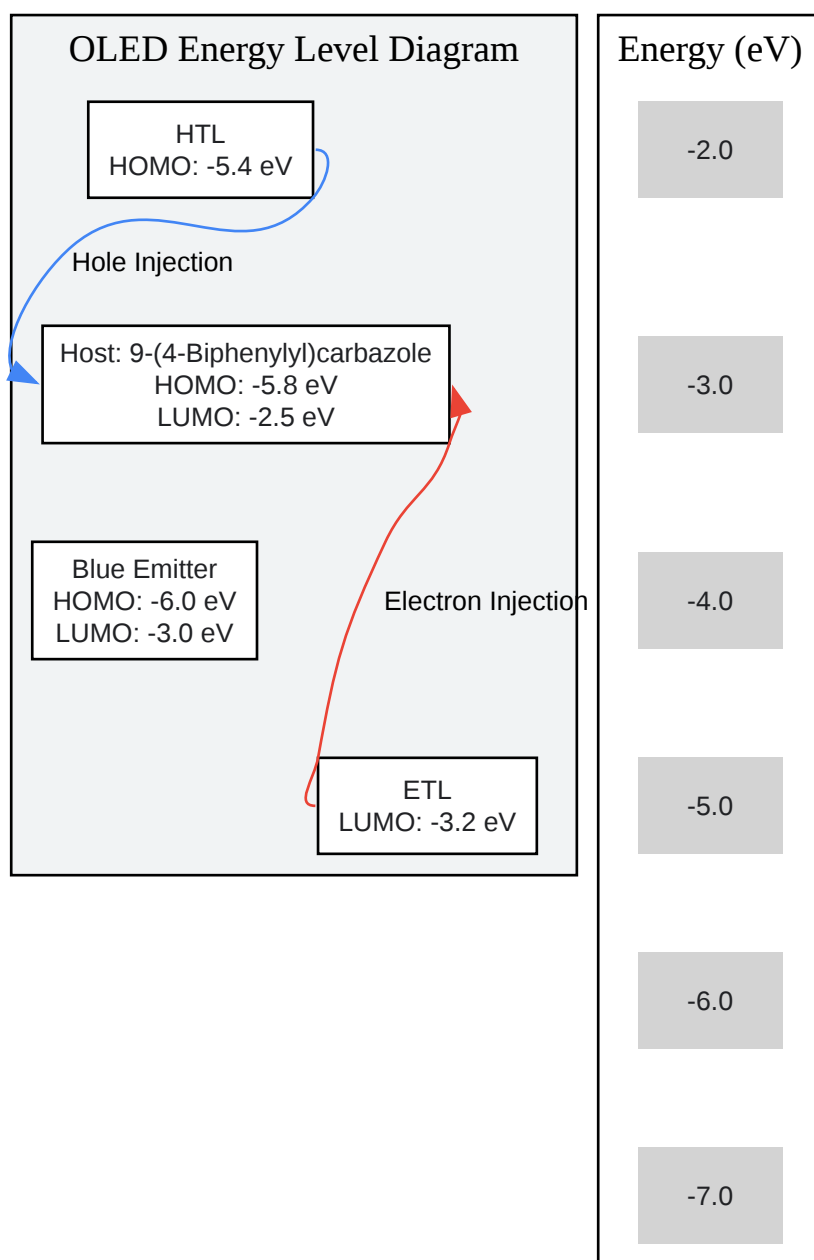 OLED Energy Level Diagram
HTL
HOMO: -5.4 eV
Hole Injection
Host: 9-(4-Biphenylyl)carbazole
HOMO: -5.8 eV
LUMO: -2.5 eV
Blue Emitter
HOMO: -6.0 eV
LUMO: -3.0 eV
Electron Injection
ETL
LUMO: -3.2 eV
Energy (eV)
-2.0
-3.0
-4.0
-5.0
-6.0
-7.0